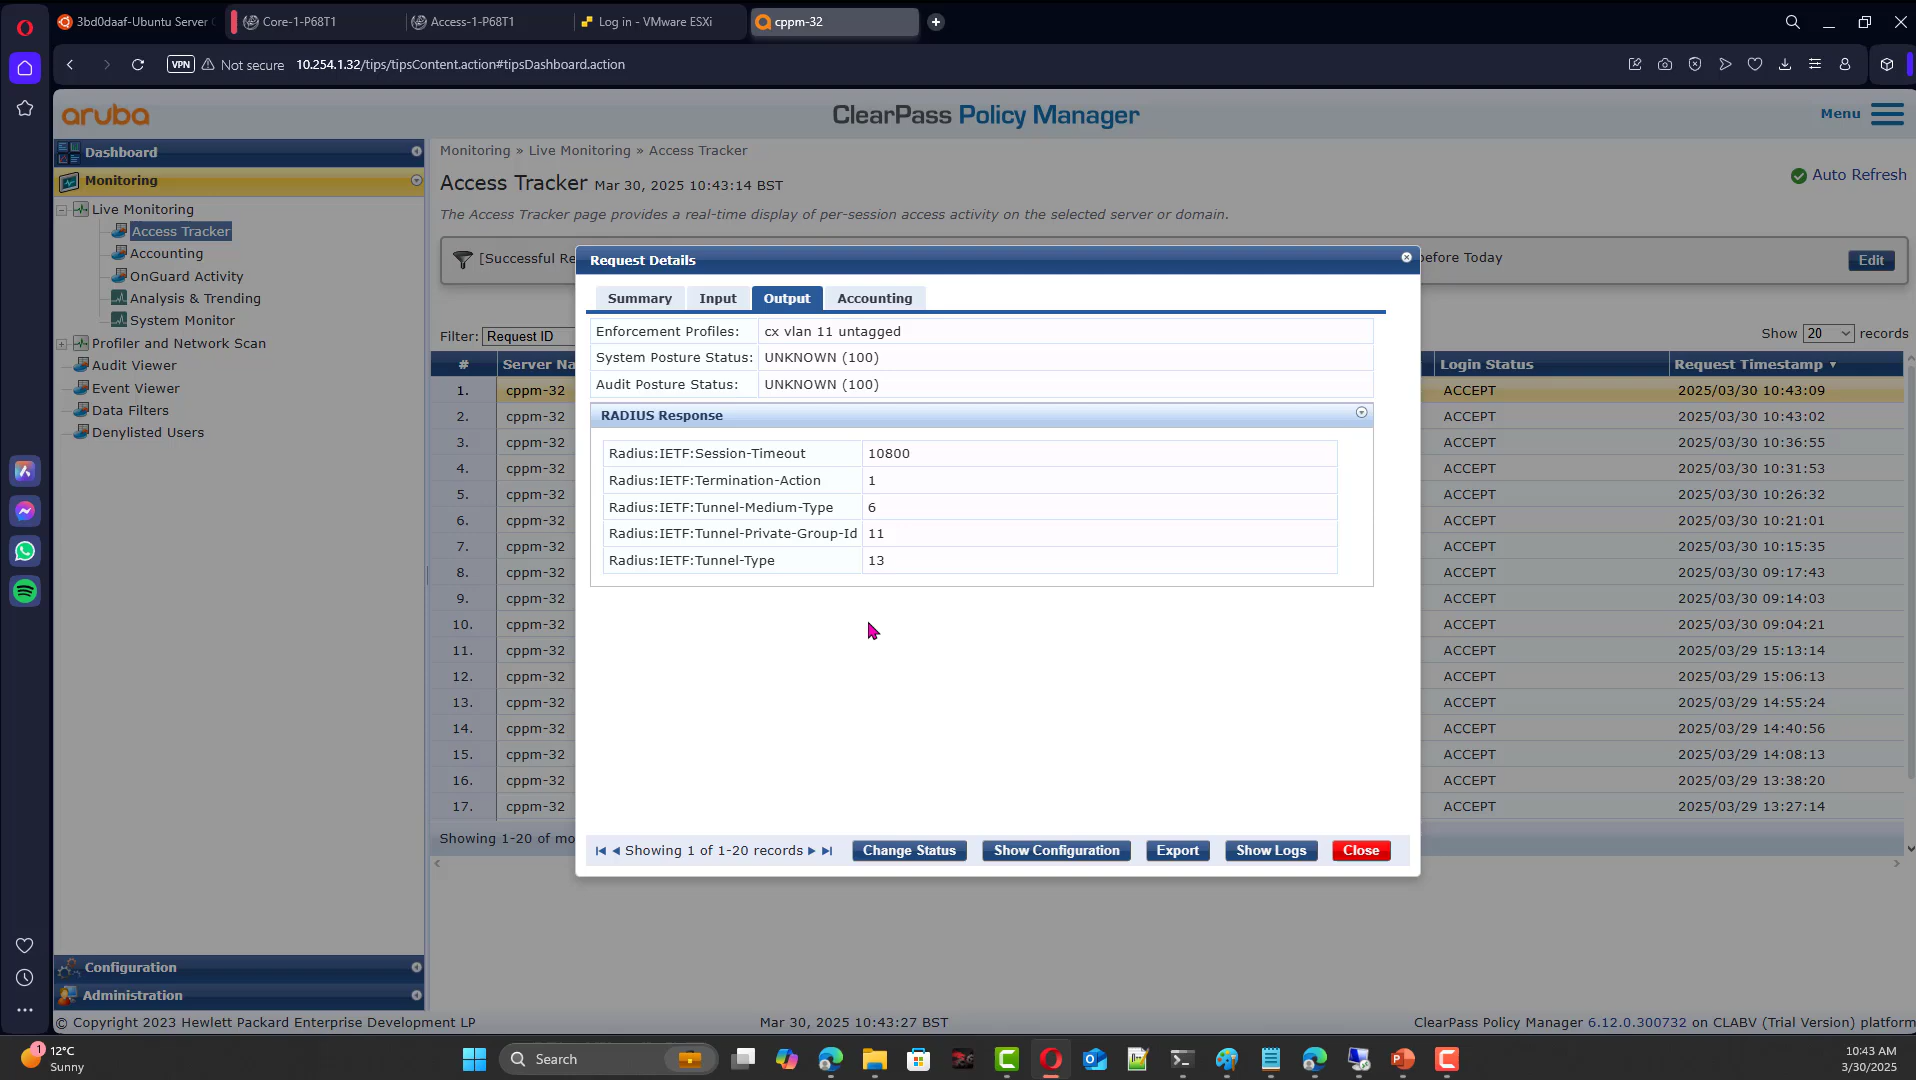 3bd0daaf-Ubuntu Server
Core-1-P68T1
Access-1-P68T1
Log in - VMware ESXi
cppm-32
VPN
Not secure
10.254.1.32/tips/tipsContent.action#tipsDashboard.action
aruba
ClearPass Policy Manager
Menu
Dashboard
Monitoring
Live Monitoring
Access Tracker
Accounting
OnGuard Activity
Analysis & Trending
System Monitor
Profiler and Network Scan
Audit Viewer
Event Viewer
Data Filters
Denylisted Users
Configuration
Administration
Monitoring » Live Monitoring » Access Tracker
Access Tracker Mar 30, 2025 10:43:14 BST
Auto Refresh
The Access Tracker page provides a real-time display of per-session access activity on the selected server or domain.
[Successful Re
before Today
Edit
Filter: Request ID
Show 20 records
# Server Na Login Status Request Timestamp ▼
1. cppm-32 ACCEPT 2025/03/30 10:43:09
2. cppm-32 ACCEPT 2025/03/30 10:43:02
3. cppm-32 ACCEPT 2025/03/30 10:36:55
4. cppm-32 ACCEPT 2025/03/30 10:31:53
5. cppm-32 ACCEPT 2025/03/30 10:26:32
6. cppm-32 ACCEPT 2025/03/30 10:21:01
7. cppm-32 ACCEPT 2025/03/30 10:15:35
8. cppm-32 ACCEPT 2025/03/30 09:17:43
9. cppm-32 ACCEPT 2025/03/30 09:14:03
10. cppm-32 ACCEPT 2025/03/30 09:04:21
11. cppm-32 ACCEPT 2025/03/29 15:13:14
12. cppm-32 ACCEPT 2025/03/29 15:06:13
13. cppm-32 ACCEPT 2025/03/29 14:55:24
14. cppm-32 ACCEPT 2025/03/29 14:40:56
15. cppm-32 ACCEPT 2025/03/29 14:08:13
16. cppm-32 ACCEPT 2025/03/29 13:38:20
17. cppm-32 ACCEPT 2025/03/29 13:27:14
Showing 1-20 of mo
Request Details
Summary Input Output Accounting
Enforcement Profiles: cx vlan 11 untagged
System Posture Status: UNKNOWN (100)
Audit Posture Status: UNKNOWN (100)
RADIUS Response
Radius:IETF:Session-Timeout 10800
Radius:IETF:Termination-Action 1
Radius:IETF:Tunnel-Medium-Type 6
Radius:IETF:Tunnel-Private-Group-Id 11
Radius:IETF:Tunnel-Type 13
Showing 1 of 1-20 records
Change Status
Show Configuration
Export
Show Logs
Close
© Copyright 2023 Hewlett Packard Enterprise Development LP
Mar 30, 2025 10:43:27 BST
ClearPass Policy Manager 6.12.0.300732 on CLABV (Trial Version) platform
1
12°C
Sunny
Search
10:43 AM
3/30/2025